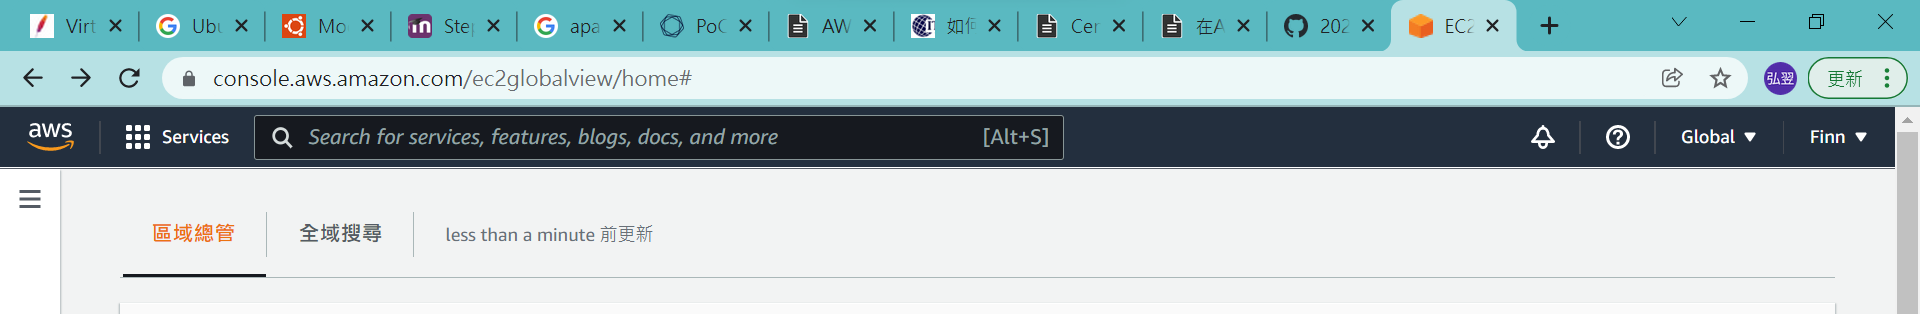 Virt Ubu Mo Step apa PoC AW 如何 Cer 在A 202 EC2
console.aws.amazon.com/ec2globalview/home# 弘翌 更新
aws Services Search for services, features, blogs, docs, and more [Alt+S] Global Finn
區域總管 全域搜尋 less than a minute 前更新